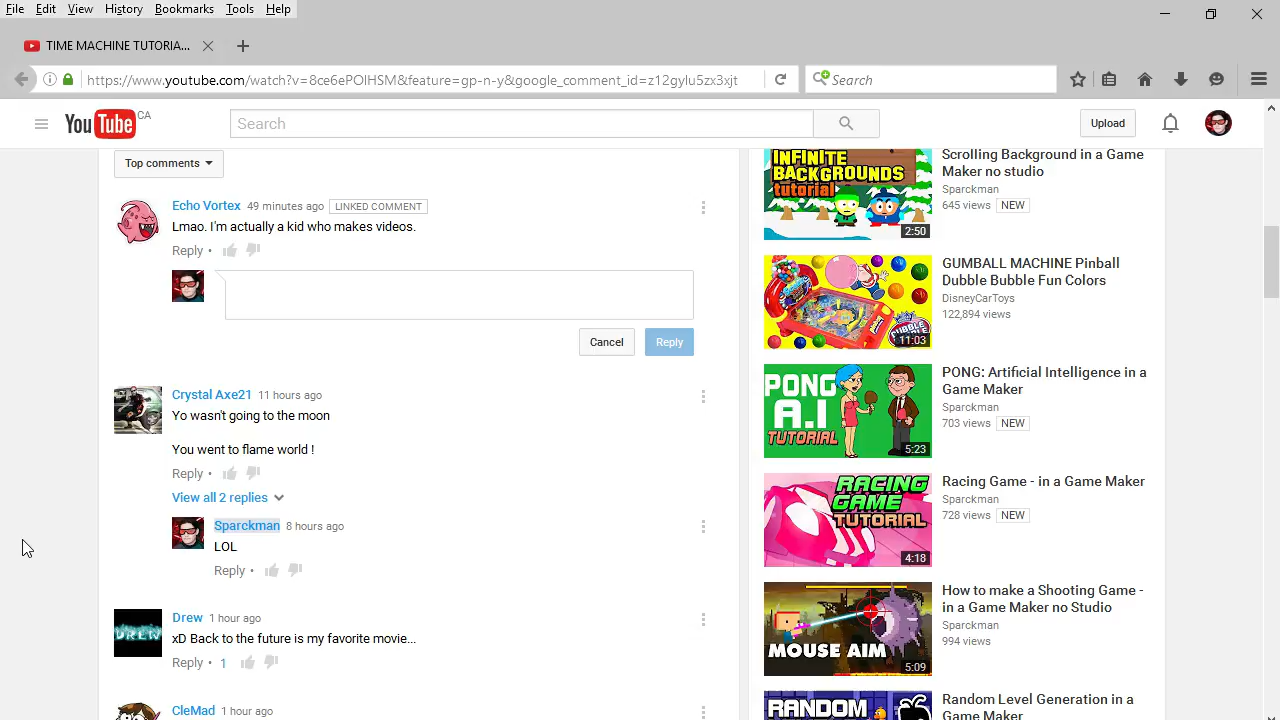 File Edit View History Bookmarks Tools Help
TIME MACHINE TUTORIA...
https://www.youtube.com/watch?v=8ce6ePOIHSM&feature=gp-n-y&google_comment_id=z12gylu5zx3xjt
Search
YouTube CA
Search
Upload
Top comments
Echo Vortex 49 minutes ago LINKED COMMENT
I'm actually a kid who makes videos.
Reply
Cancel Reply
Crystal Axe21 11 hours ago
Yo wasn't going to the moon
You went to flame world !
Reply
View all 2 replies
Sparckman 8 hours ago
LOL
Reply
Drew 1 hour ago
xD Back to the future is my favorite movie...
Reply 1
CleMad 1 hour ago
DREW
INFINITE
BACKGROUNDS
tutorial
2:50
Scrolling Background in a Game
Maker no studio
Sparckman
645 views NEW
11:03
GUMBALL MACHINE Pinball
Dubble Bubble Fun Colors
DisneyCarToys
122,894 views
PONG
A.I
TUTORIAL
5:23
PONG: Artificial Intelligence in a
Game Maker
Sparckman
703 views NEW
RACING
GAME
TUTORIAL
4:18
Racing Game - in a Game Maker
Sparckman
728 views NEW
MOUSE AIM
5:09
How to make a Shooting Game -
in a Game Maker no Studio
Sparckman
994 views
RANDOM
Random Level Generation in a
Game Maker